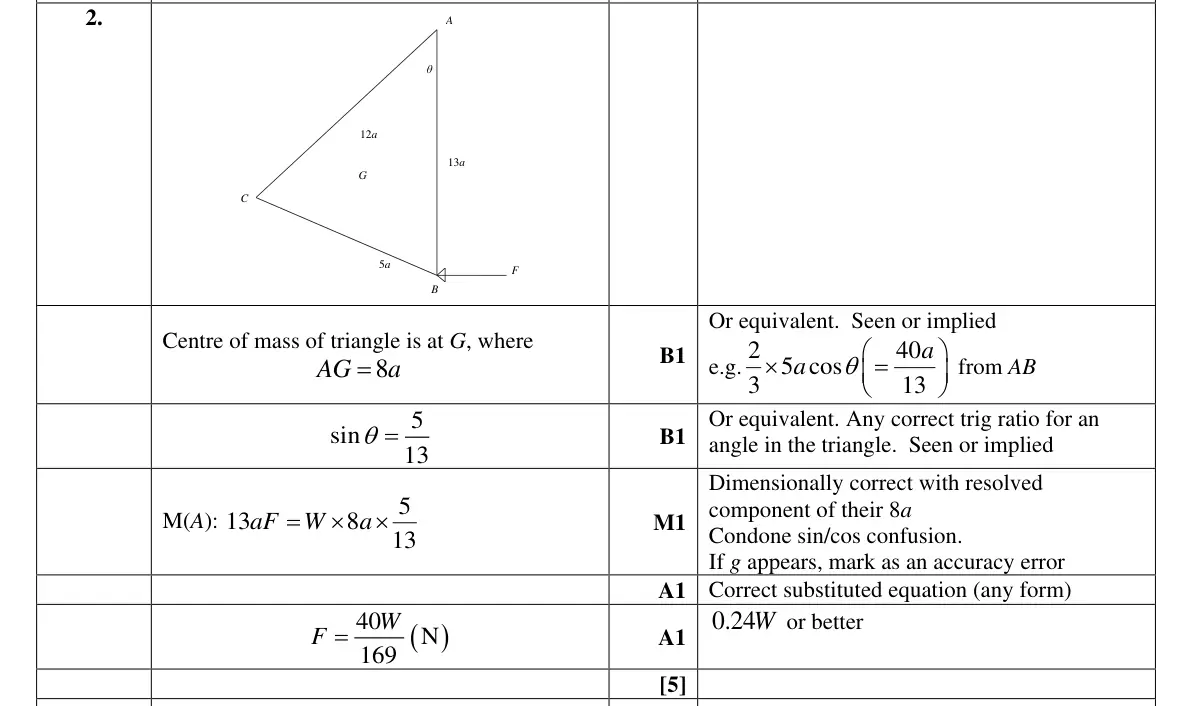 2.
A
θ
12a
13a
G
C
5a
F
B
Centre of mass of triangle is at G, where
AG = 8a
B1
Or equivalent.  Seen or implied
e.g. 2/3 × 5a cos θ (= 40a/13) from AB
sin θ = 5/13
B1
Or equivalent. Any correct trig ratio for an
angle in the triangle.  Seen or implied
M(A): 13aF = W × 8a × 5/13
M1
Dimensionally correct with resolved
component of their 8a
Condone sin/cos confusion.
If g appears, mark as an accuracy error
A1
Correct substituted equation (any form)
F = 40W/169 (N)
A1
0.24W or better
[5]